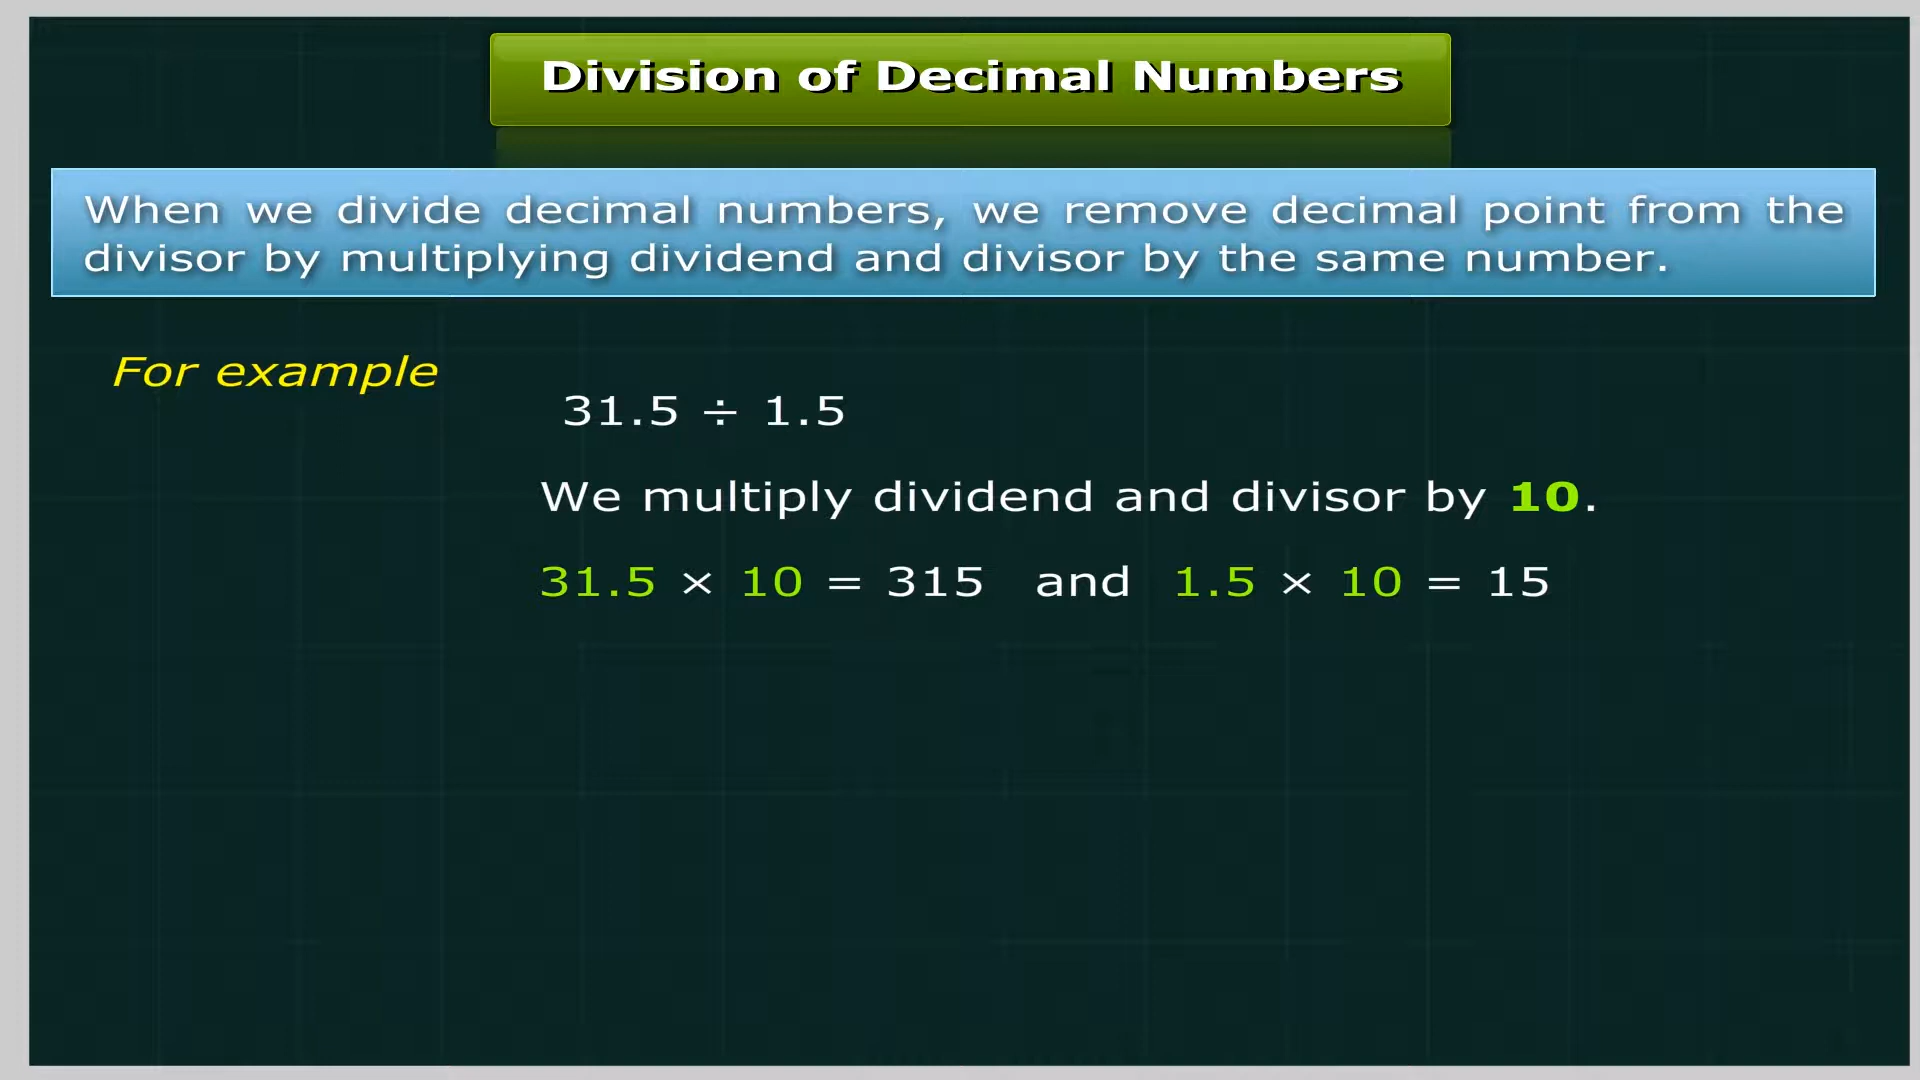 Division of Decimal Numbers
When we divide decimal numbers, we remove decimal point from the
divisor by multiplying dividend and divisor by the same number.
For example
31.5 ÷ 1.5
We multiply dividend and divisor by 10.
31.5 × 10 = 315 and 1.5 × 10 = 15